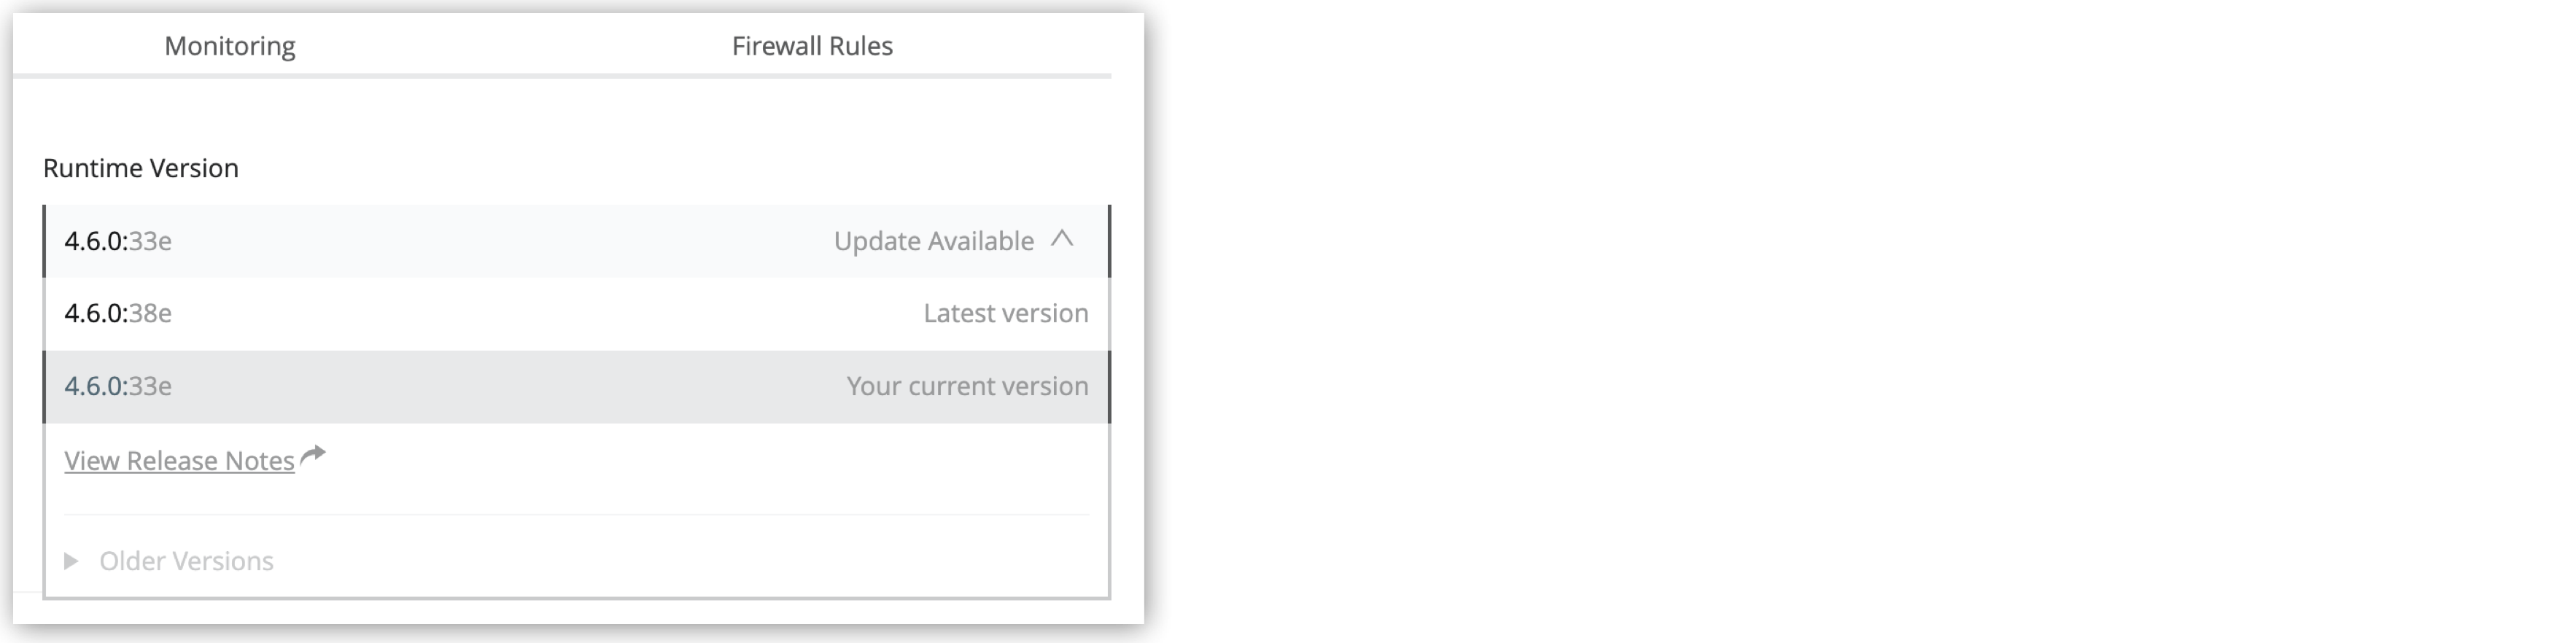 Monitoring Firewall Rules
Runtime Version
4.6.0:33e Update Available
4.6.0:38e Latest version
4.6.0:33e Your current version
View Release Notes
Older Versions